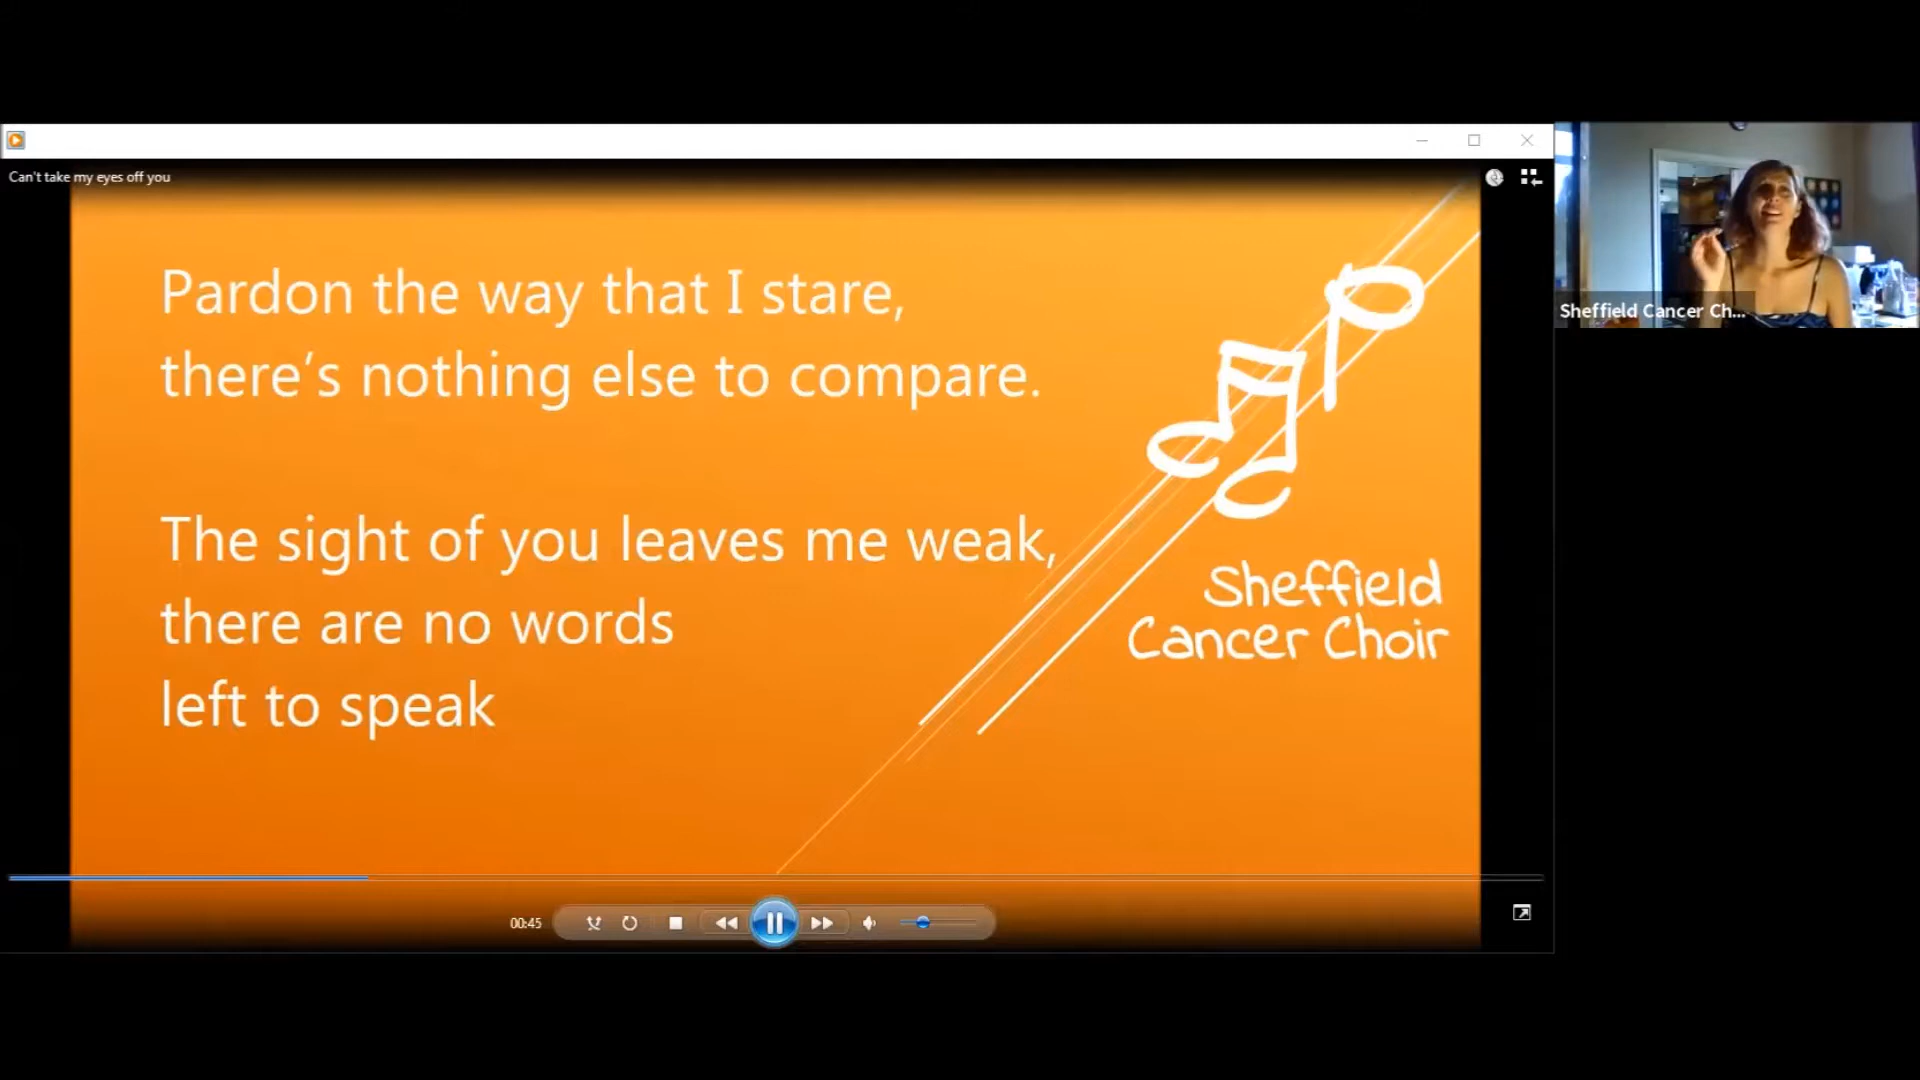 Can't take my eyes off you
Pardon the way that I stare,
there's nothing else to compare.
The sight of you leaves me weak,
there are no words
left to speak
Sheffield
Cancer Choir
Sheffield Cancer Ch...
00:45